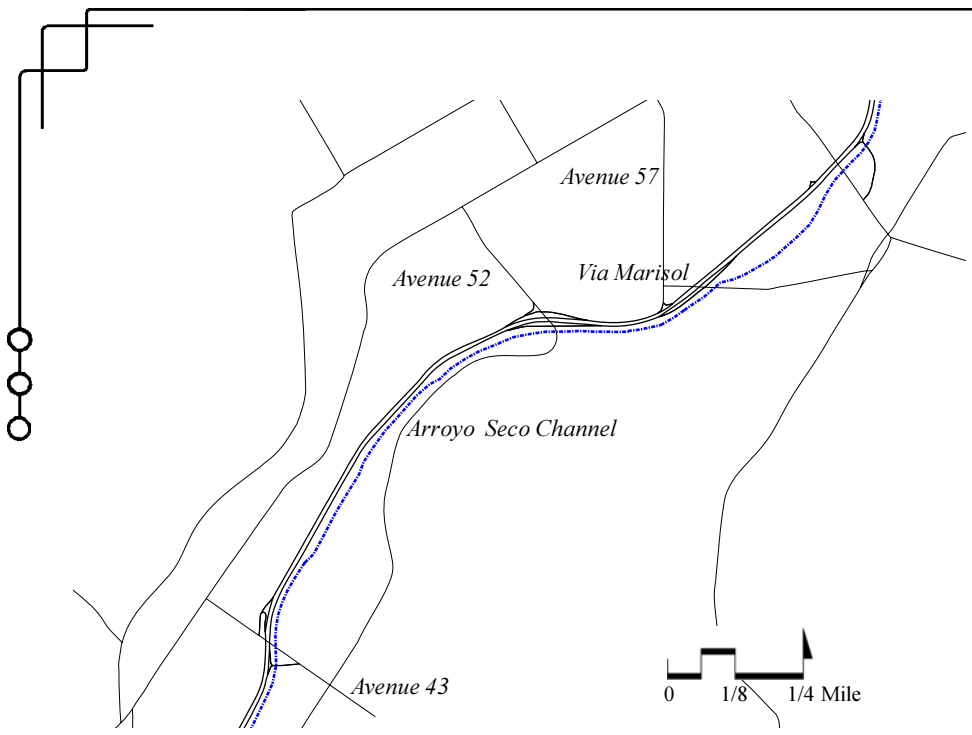 Avenue 57
Avenue 52
Via Marisol
Arroyo Seco Channel
Avenue 43
0 1/8 1/4 Mile